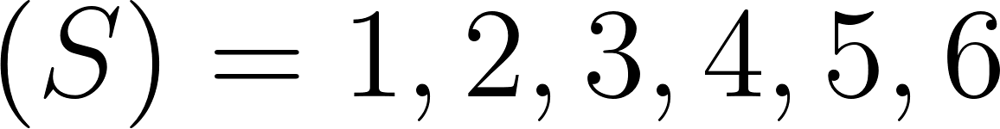 (S) = 1, 2, 3, 4, 5, 6